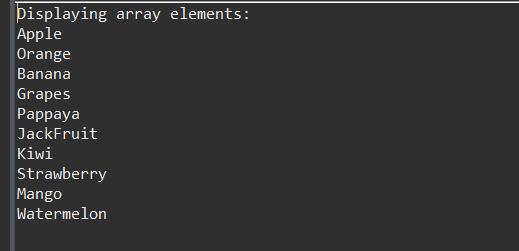 Displaying array elements:
Apple
Orange
Banana
Grapes
Pappaya
JackFruit
Kiwi
Strawberry
Mango
Watermelon